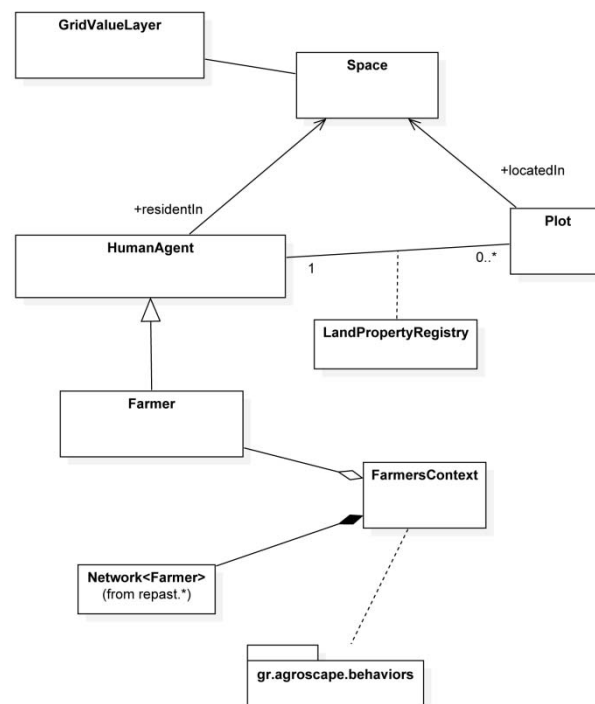 GridValueLayer
Space
+locatedIn
+residentIn
Plot
HumanAgent
1
0..*
LandPropertyRegistry
Farmer
FarmersContext
Network<Farmer>
(from repast.*)
gr.agroscape.behaviors